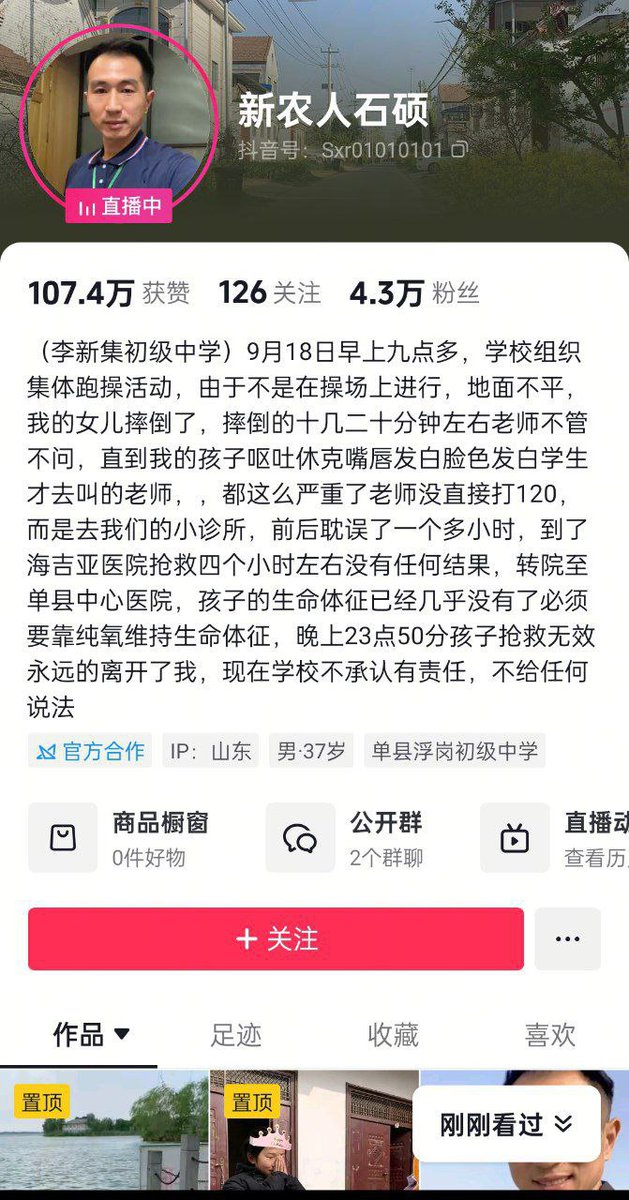 新农人石硕
抖音号：Sxr01010101
直播中
107.4万 获赞 126 关注 4.3万 粉丝
（李新集初级中学）9月18日早上九点多，学校组织
集体跑操活动，由于不是在操场上进行，地面不平，
我的女儿摔倒了，摔倒的十几二十分钟左右老师不管
不问，直到我的孩子呕吐休克嘴唇发白脸色发白学生
才去叫的老师，，都这么严重了老师没直接打120，
而是去我们的小诊所，前后耽误了一个多小时，到了
海吉亚医院抢救四个小时左右没有任何结果，转院至
单县中心医院，孩子的生命体征已经几乎没有了必须
要靠纯氧维持生命体征，晚上23点50分孩子抢救无效
永远的离开了我，现在学校不承认有责任，不给任何
说法
官方合作 IP：山东 男·37岁 单县浮岗初级中学
商品橱窗 公开群 直播动
0件好物 2个群聊 查看历
+ 关注
作品 足迹 收藏 喜欢
置顶 置顶
刚刚看过